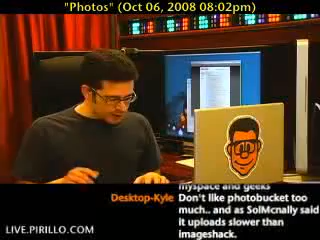 "Photos" (Oct 06, 2008 08:02pm)
myspace and geeks
Desktop-Kyle Don't like photobucket too
much.. and as SolMcnally said
it uploads slower than
imageshack.
LIVE.PIRILLO.COM